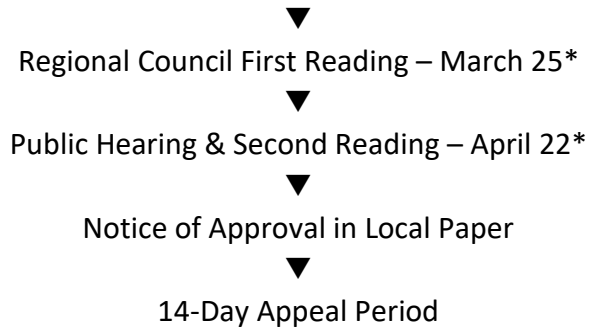 Regional Council First Reading – March 25*
Public Hearing & Second Reading – April 22*
Notice of Approval in Local Paper
14-Day Appeal Period